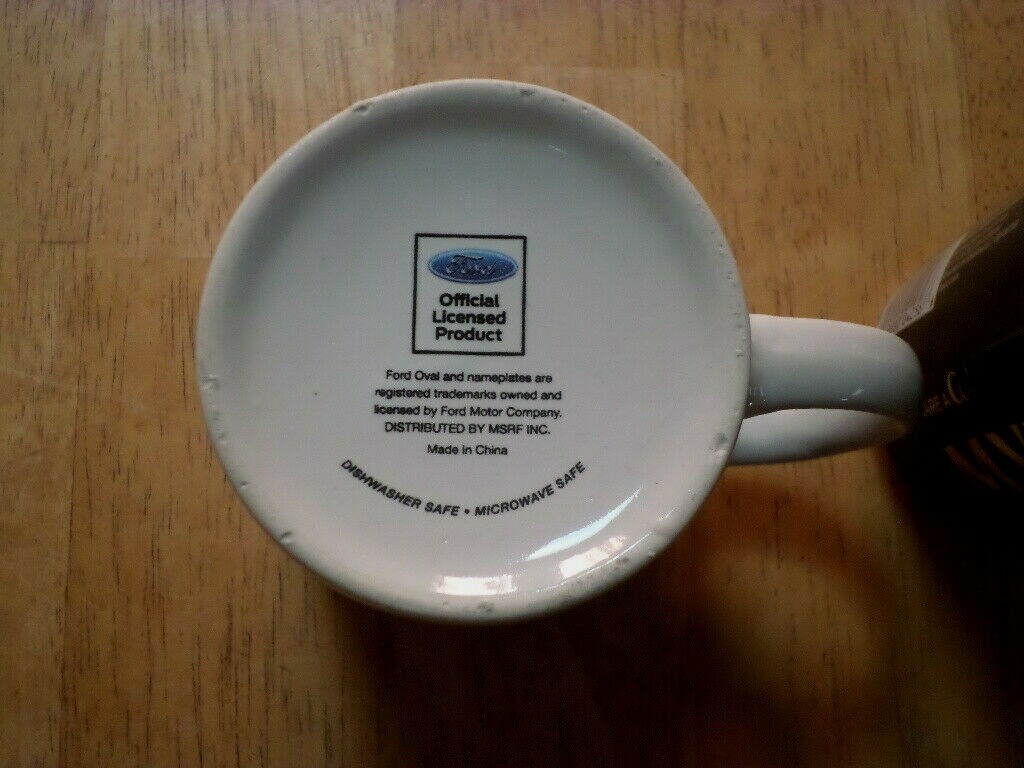 Ford
Official
Licensed
Product
Ford Oval and nameplates are
registered trademarks owned and
licensed by Ford Motor Company.
DISTRIBUTED BY MSRF INC.
Made in China
DISHWASHER SAFE • MICROWAVE SAFE